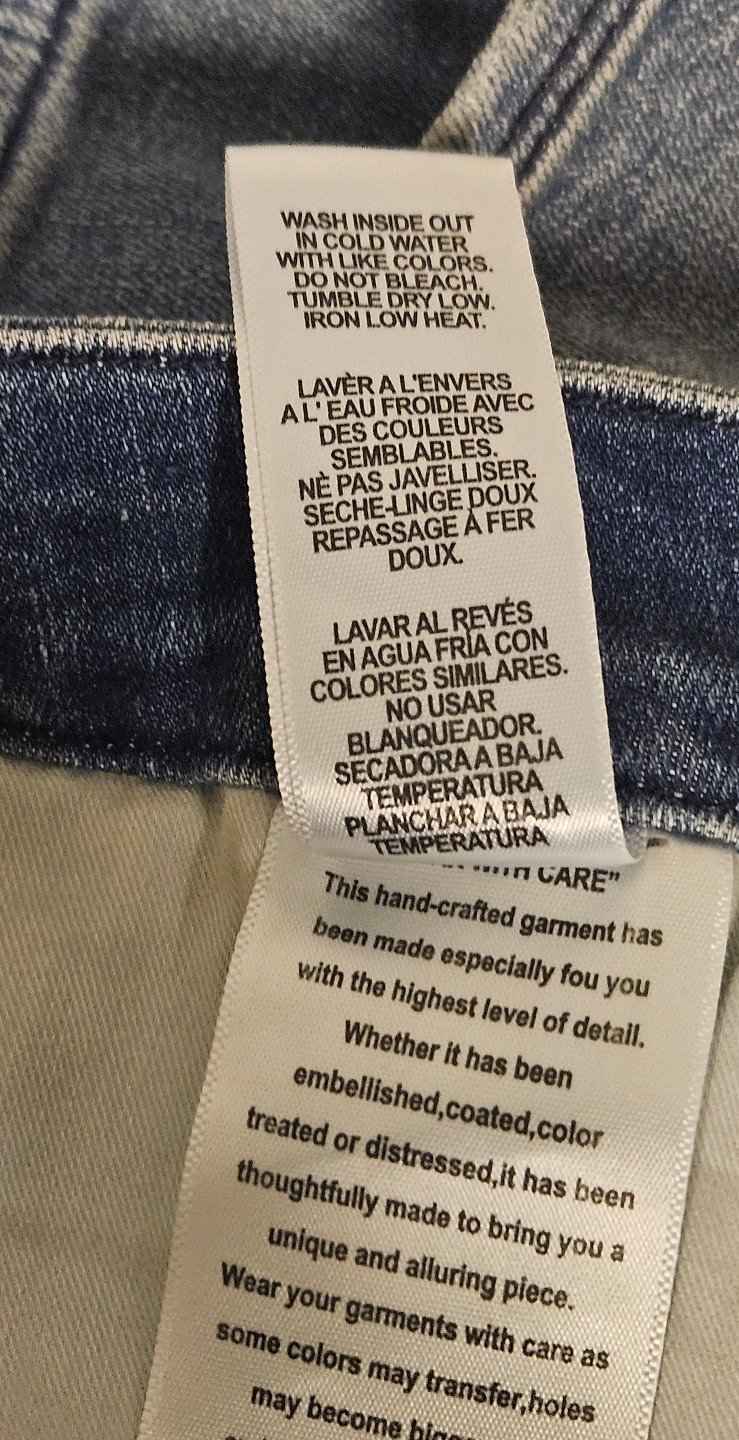 WASH INSIDE OUT
IN COLD WATER
WITH LIKE COLORS.
DO NOT BLEACH.
TUMBLE DRY LOW.
IRON LOW HEAT.
LAVÈR A L'ENVERS
A L' EAU FROIDE AVEC
DES COULEURS
SEMBLABLES.
NÈ PAS JAVELLISER.
SECHE-LINGE DOUX
REPASSAGE À FER
DOUX.
LAVAR AL REVÉS
EN AGUA FRÍA CON
COLORES SIMILARES.
NO USAR
BLANQUEADOR.
SECADORA A BAJA
TEMPERATURA
PLANCHAR A BAJA
TEMPERATURA
WITH CARE"
This hand-crafted garment has
been made especially fou you
with the highest level of detail.
Whether it has been
embellished,coated,color
treated or distressed,it has been
thoughtfully made to bring you a
unique and alluring piece.
Wear your garments with care as
some colors may transfer,holes
may become